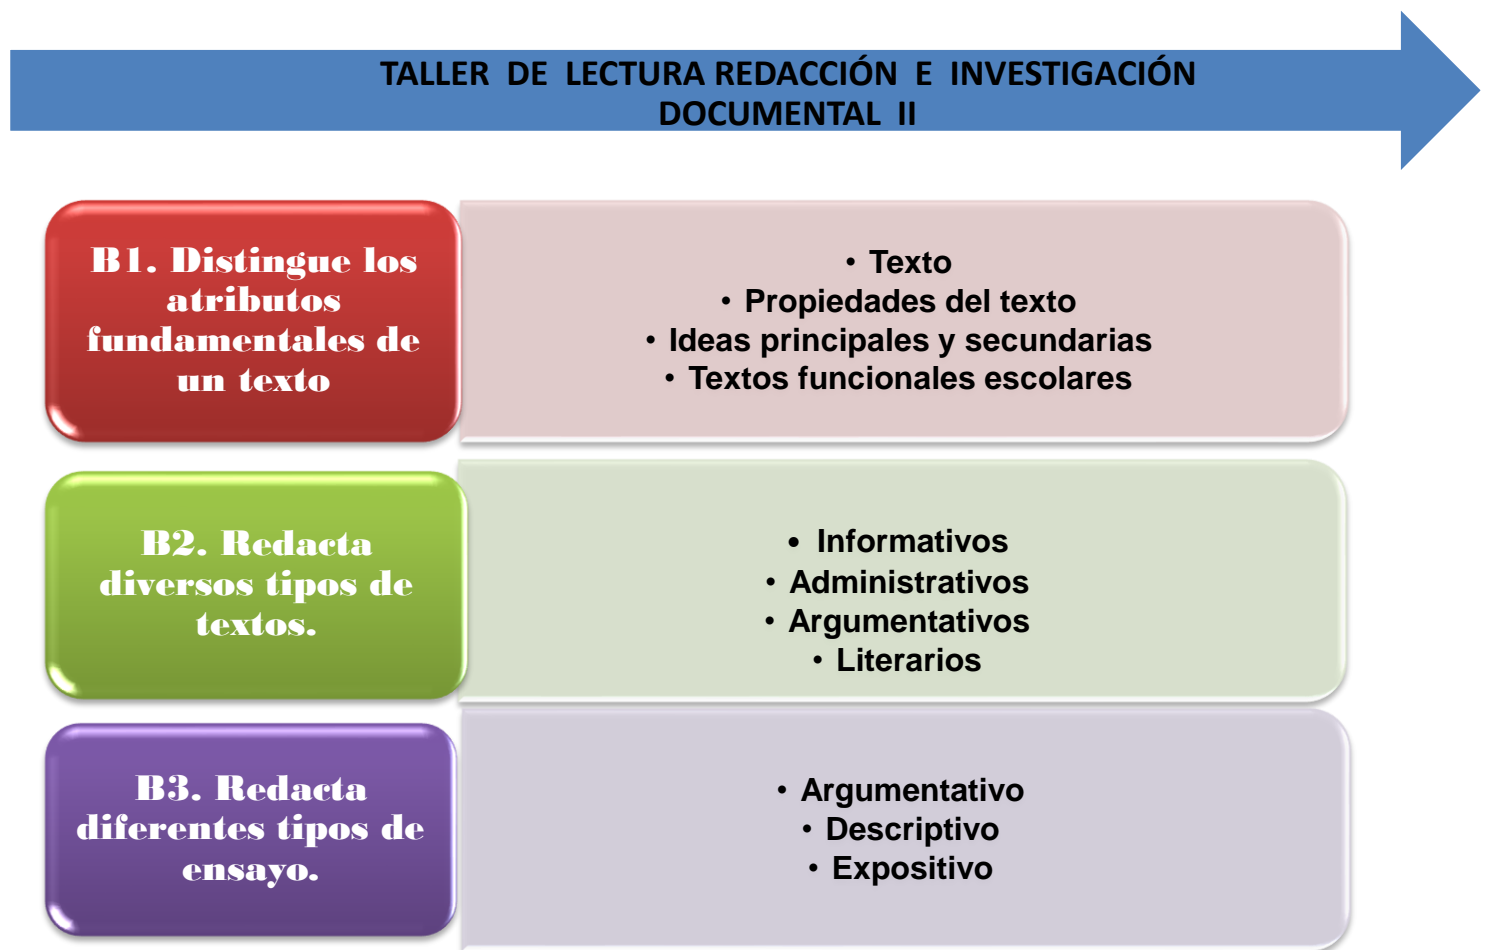 TALLER DE LECTURA REDACCIÓN E INVESTIGACIÓN
DOCUMENTAL II
B1. Distingue los
atributos
fundamentales de
un texto
• Texto
• Propiedades del texto
• Ideas principales y secundarias
• Textos funcionales escolares
B2. Redacta
diversos tipos de
textos.
• Informativos
• Administrativos
• Argumentativos
• Literarios
B3. Redacta
diferentes tipos de
ensayo.
• Argumentativo
• Descriptivo
• Expositivo